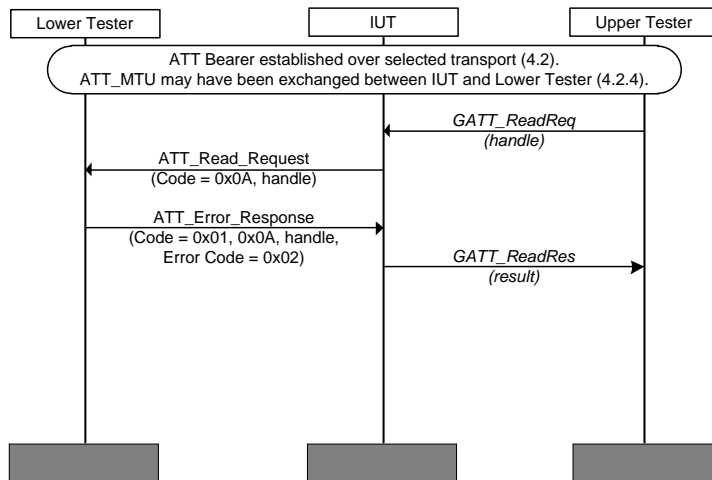 Lower Tester
IUT
Upper Tester
ATT Bearer established over selected transport (4.2).
ATT_MTU may have been exchanged between IUT and Lower Tester (4.2.4).
GATT_ReadReq
(handle)
ATT_Read_Request
(Code = 0x0A, handle)
ATT_Error_Response
(Code = 0x01, 0x0A, handle,
Error Code = 0x02)
GATT_ReadRes
(result)